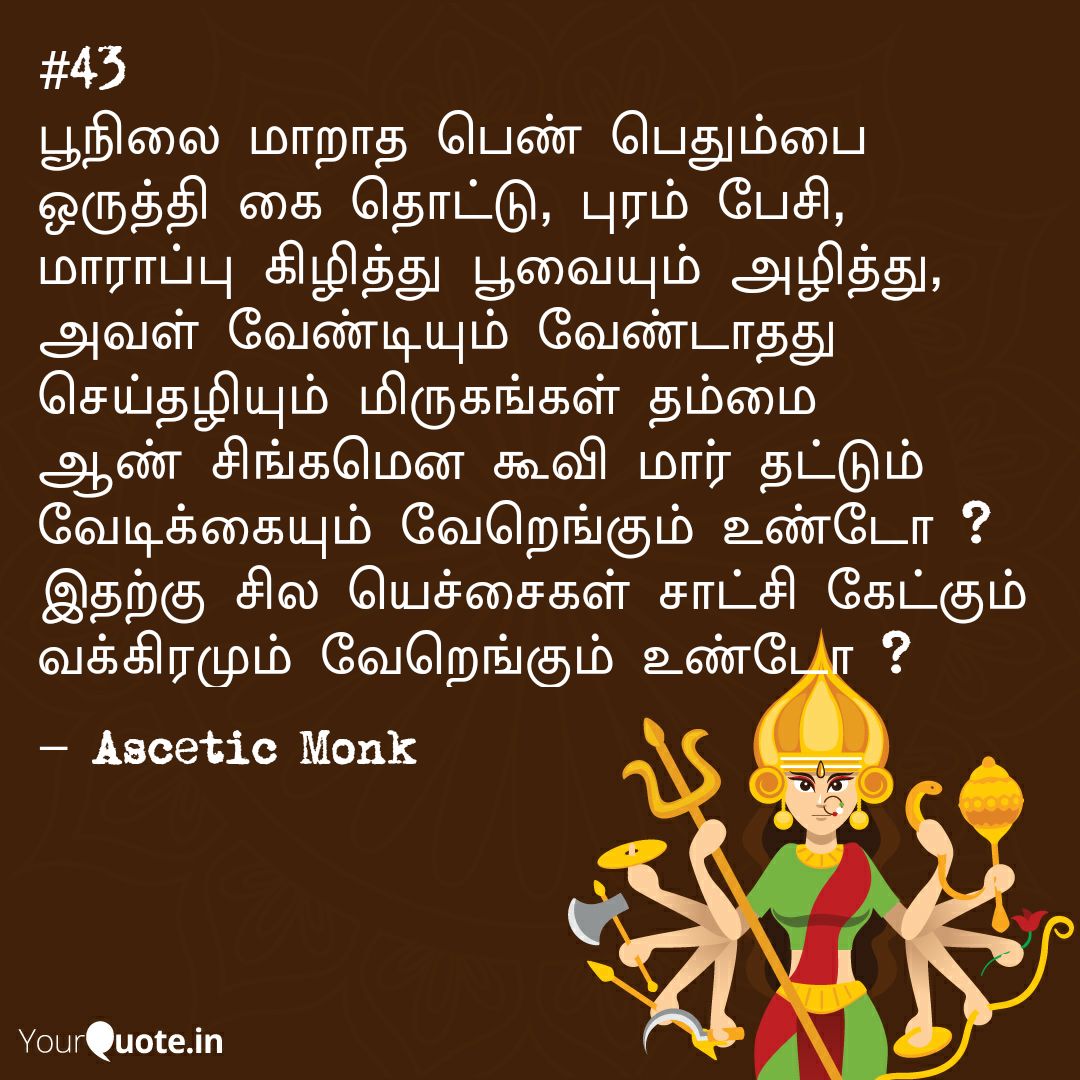 #43
பூநிலை மாறாத பெண் பெதும்பை
ஒருத்தி கை தொட்டு, புரம் பேசி,
மாராப்பு கிழித்து பூவையும் அழித்து,
அவள் வேண்டியும் வேண்டாதது
செய்தழியும் மிருகங்கள் தம்மை
ஆண் சிங்கமென கூவி மார் தட்டும்
வேடிக்கையும் வேறெங்கும் உண்டோ ?
இதற்கு சில யெச்சைகள் சாட்சி கேட்கும்
வக்கிரமும் வேறெங்கும் உண்டோ ?
– Ascetic Monk
YourQuote.in